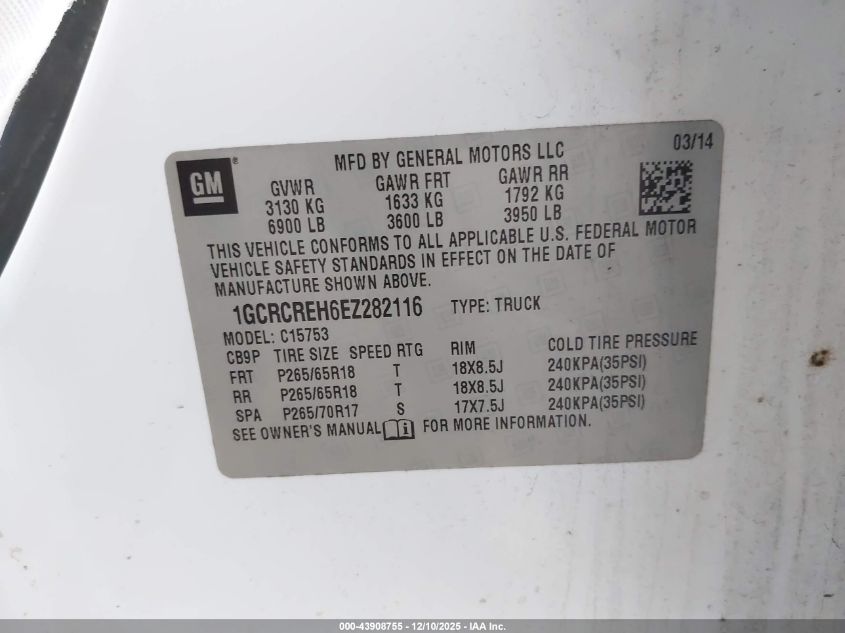 GM
®
MFD BY GENERAL MOTORS LLC
03/14
GVWR GAWR FRT GAWR RR
3130 KG 1633 KG 1792 KG
6900 LB 3600 LB 3950 LB
THIS VEHICLE CONFORMS TO ALL APPLICABLE U.S. FEDERAL MOTOR
VEHICLE SAFETY STANDARDS IN EFFECT ON THE DATE OF
MANUFACTURE SHOWN ABOVE.
1GCRCREH6EZ282116 TYPE: TRUCK
MODEL: C15753
CB9P TIRE SIZE SPEED RTG RIM COLD TIRE PRESSURE
FRT P265/65R18 T 18X8.5J 240KPA(35PSI)
RR P265/65R18 T 18X8.5J 240KPA(35PSI)
SPA P265/70R17 S 17X7.5J 240KPA(35PSI)
SEE OWNER'S MANUAL FOR MORE INFORMATION.
000-43908755 - 12/10/2025 - IAA Inc.